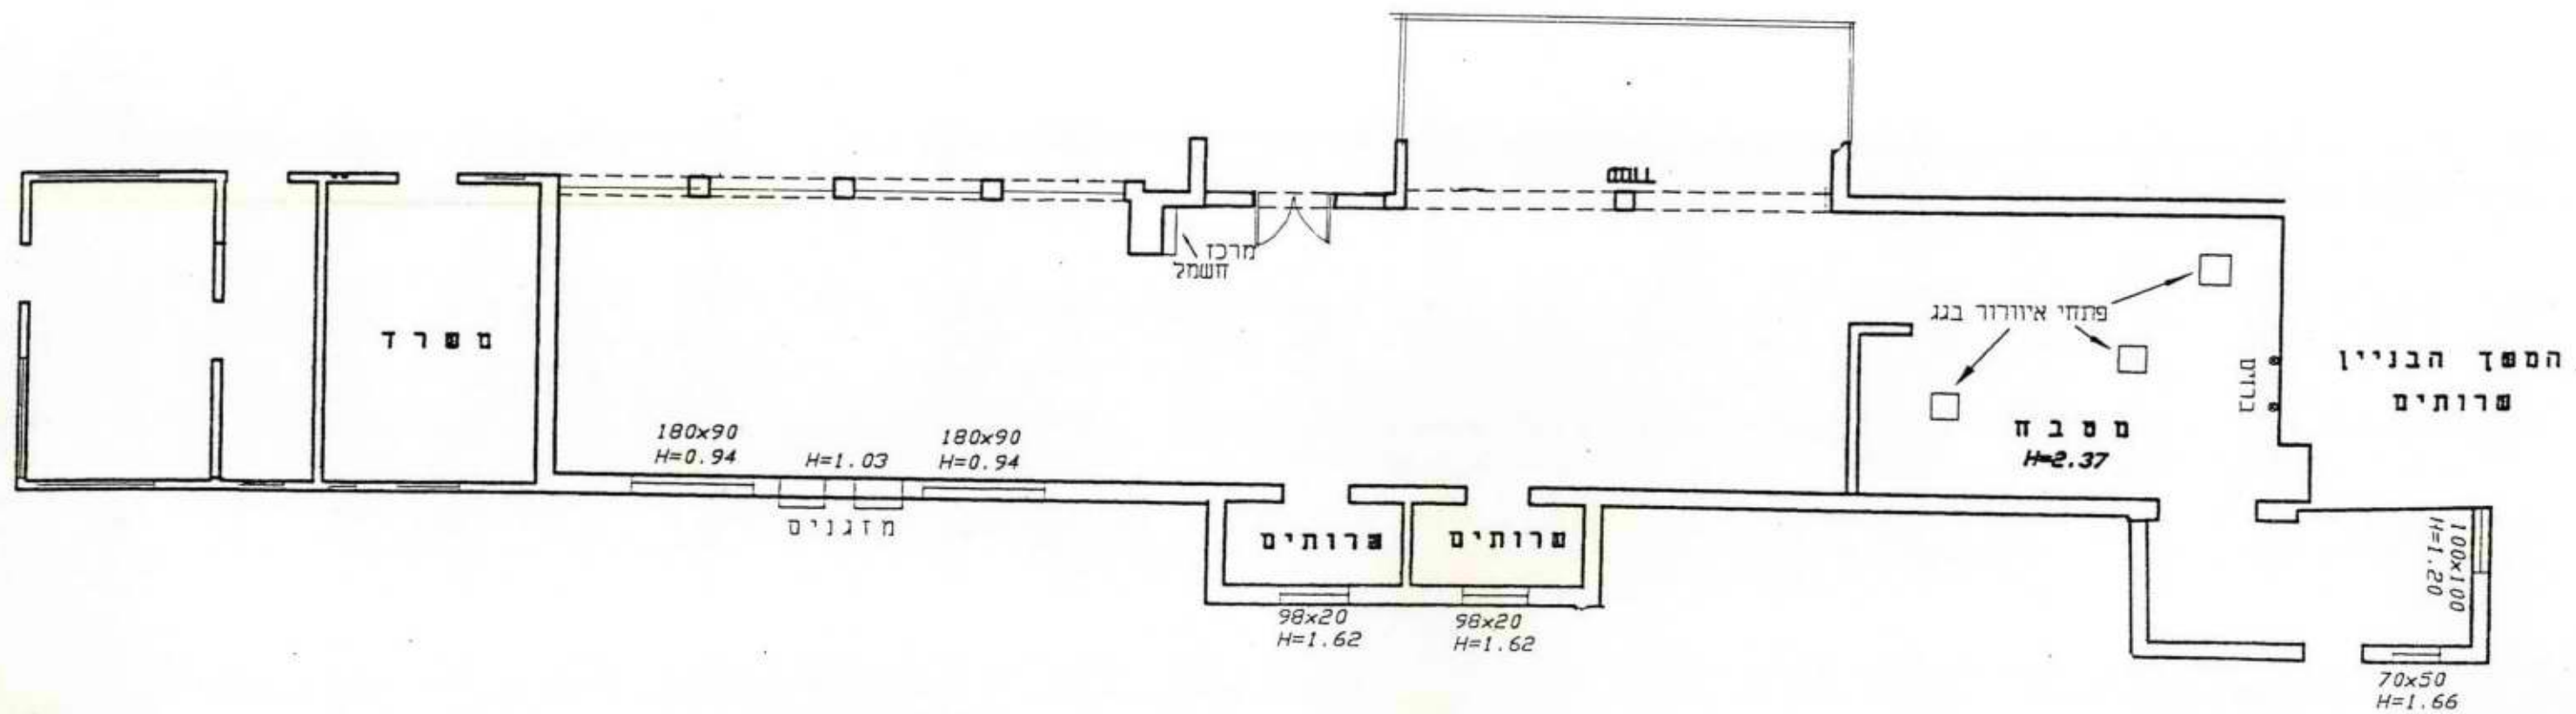 מרכז
חשמל
פתחי איוורור בגג
משרד
המשך הבניין
שרותים
ברזים
180x90
H=0.94
H=1.03
180x90
H=0.94
מטבח
H=2.37
מזגנים
שרותים
שרותים
100x100
H=1.20
98x20
H=1.62
98x20
H=1.62
70x50
H=1.66